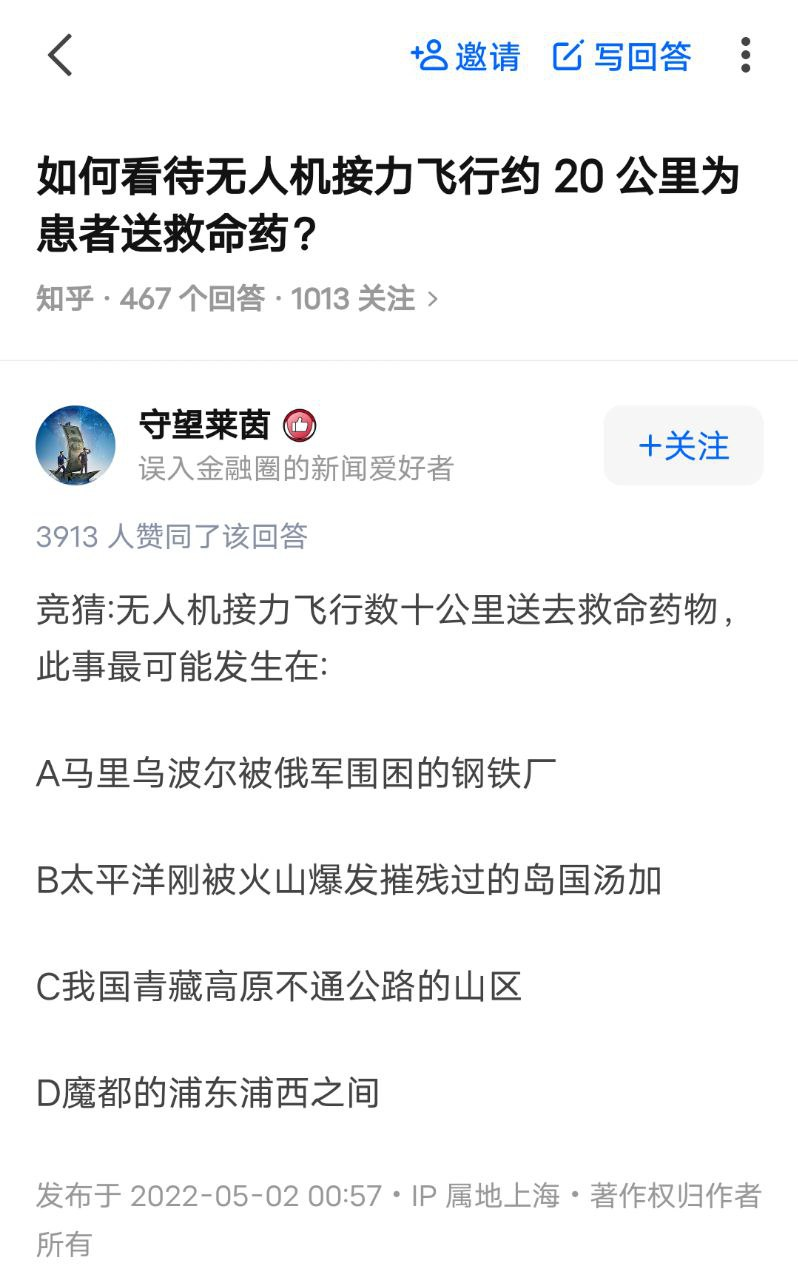 邀请 写回答
如何看待无人机接力飞行约 20 公里为
患者送救命药？
知乎 · 467 个回答 · 1013 关注 >
守望莱茵
误入金融圈的新闻爱好者
+关注
3913 人赞同了该回答
竞猜:无人机接力飞行数十公里送去救命药物，
此事最可能发生在:
A马里乌波尔被俄军围困的钢铁厂
B太平洋刚被火山爆发摧残过的岛国汤加
C我国青藏高原不通公路的山区
D魔都的浦东浦西之间
发布于 2022-05-02 00:57・IP 属地上海・著作权归作者
所有